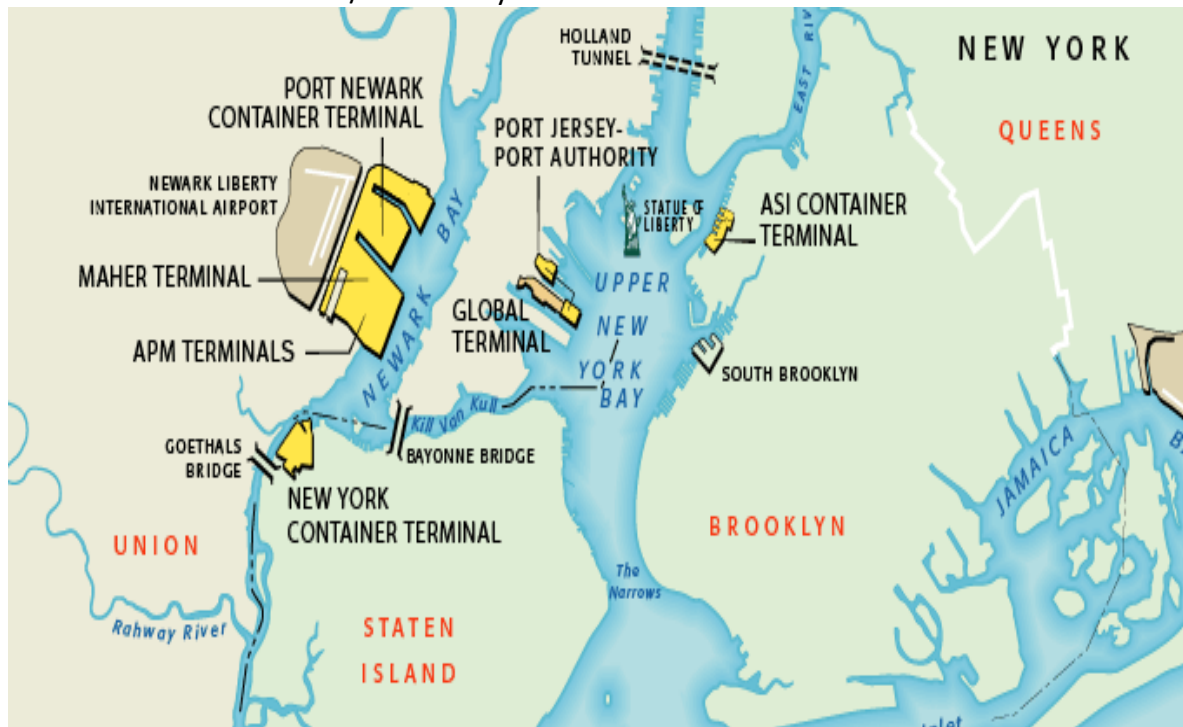 HOLLAND
TUNNEL
EAST RIV
NEW YORK
QUEENS
PORT NEWARK
CONTAINER TERMINAL
PORT JERSEY-
PORT AUTHORITY
NEWARK LIBERTY
INTERNATIONAL AIRPORT
STATUE OF
LIBERTY
ASI CONTAINER
TERMINAL
MAHER TERMINAL
NEWARK BAY
UPPER
NEW
YORK
BAY
GLOBAL
TERMINAL
APM TERMINALS
SOUTH BROOKLYN
Kill Van Kull
GOETHALS
BRIDGE
BAYONNE BRIDGE
NEW YORK
CONTAINER TERMINAL
JAMAICA
B
UNION
BROOKLYN
The
Narrows
Rahway River
STATEN
ISLAND